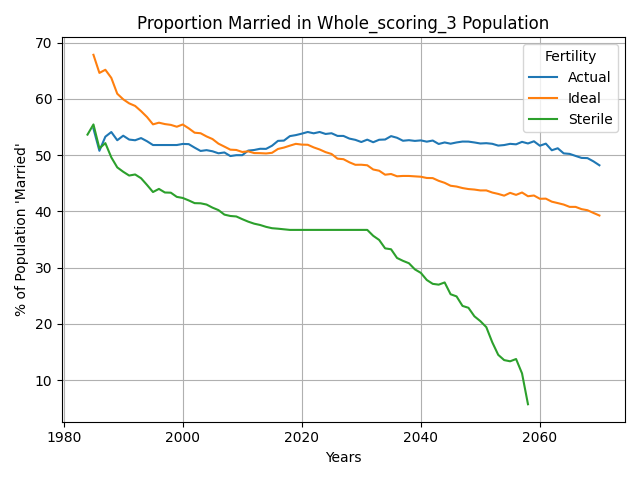 Proportion Married in Whole_scoring_3 Population
Fertility
Actual
Ideal
Sterile
% of Population 'Married'
70
60
50
40
30
20
10
1980
2000
2020
2040
2060
Years